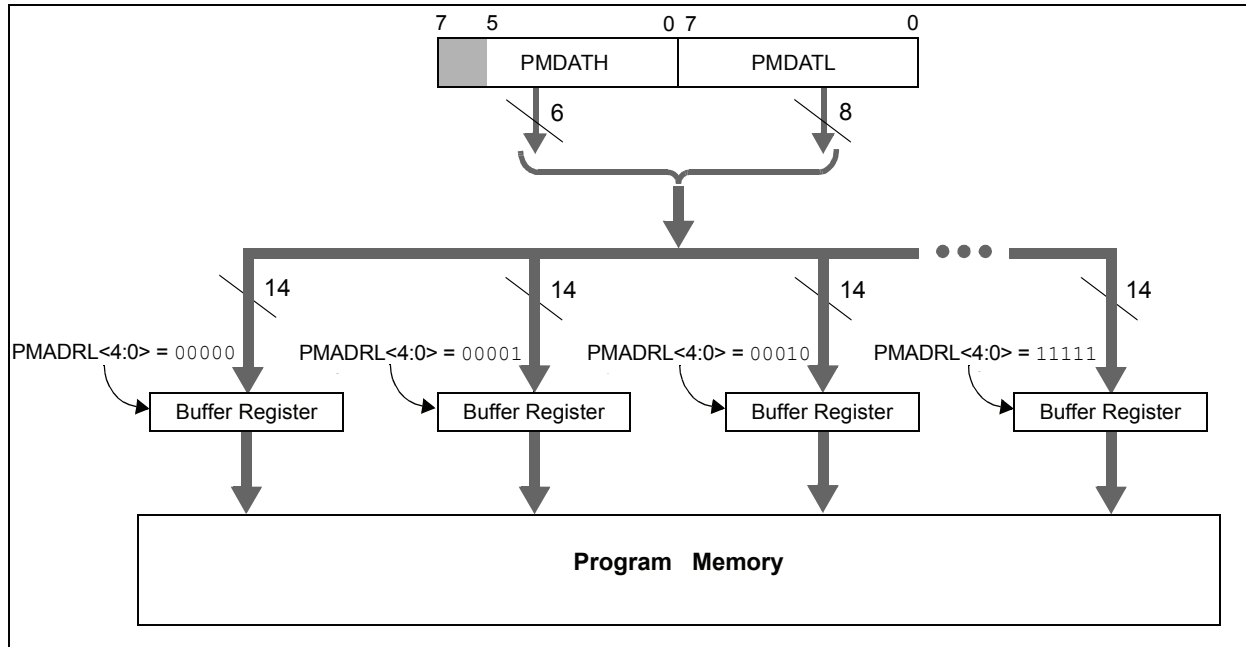 7 5 0 7 0
PMDATH PMDATL
6 8
14 14 14 14
PMADRL<4:0> = 00000 PMADRL<4:0> = 00001 PMADRL<4:0> = 00010 PMADRL<4:0> = 11111
Buffer Register Buffer Register Buffer Register Buffer Register
Program Memory